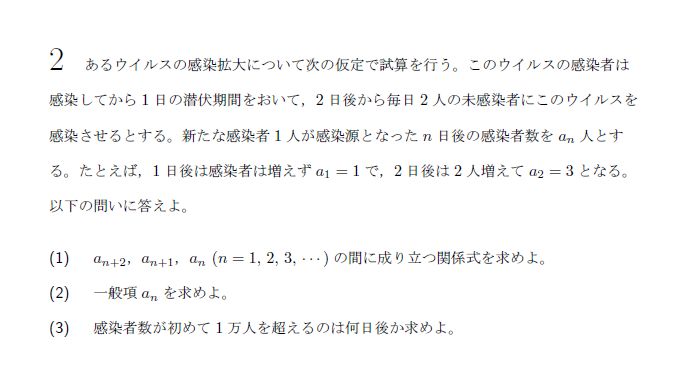 2 あるウイルスの感染拡大について次の仮定で試算を行う。このウイルスの感染者は
感染してから 1 日の潜伏期間をおいて，2 日後から毎日 2 人の未感染者にこのウイルスを
感染させるとする。新たな感染者 1 人が感染源となった n 日後の感染者数を aₙ 人とす
る。たとえば，1 日後は感染者は増えず a₁ = 1 で，2 日後は 2 人増えて a₂ = 3 となる。
以下の問いに答えよ。
(1) aₙ₊₂，aₙ₊₁，aₙ (n = 1, 2, 3, ⋯) の間に成り立つ関係式を求めよ。
(2) 一般項 aₙ を求めよ。
(3) 感染者数が初めて 1 万人を超えるのは何日後か求めよ。